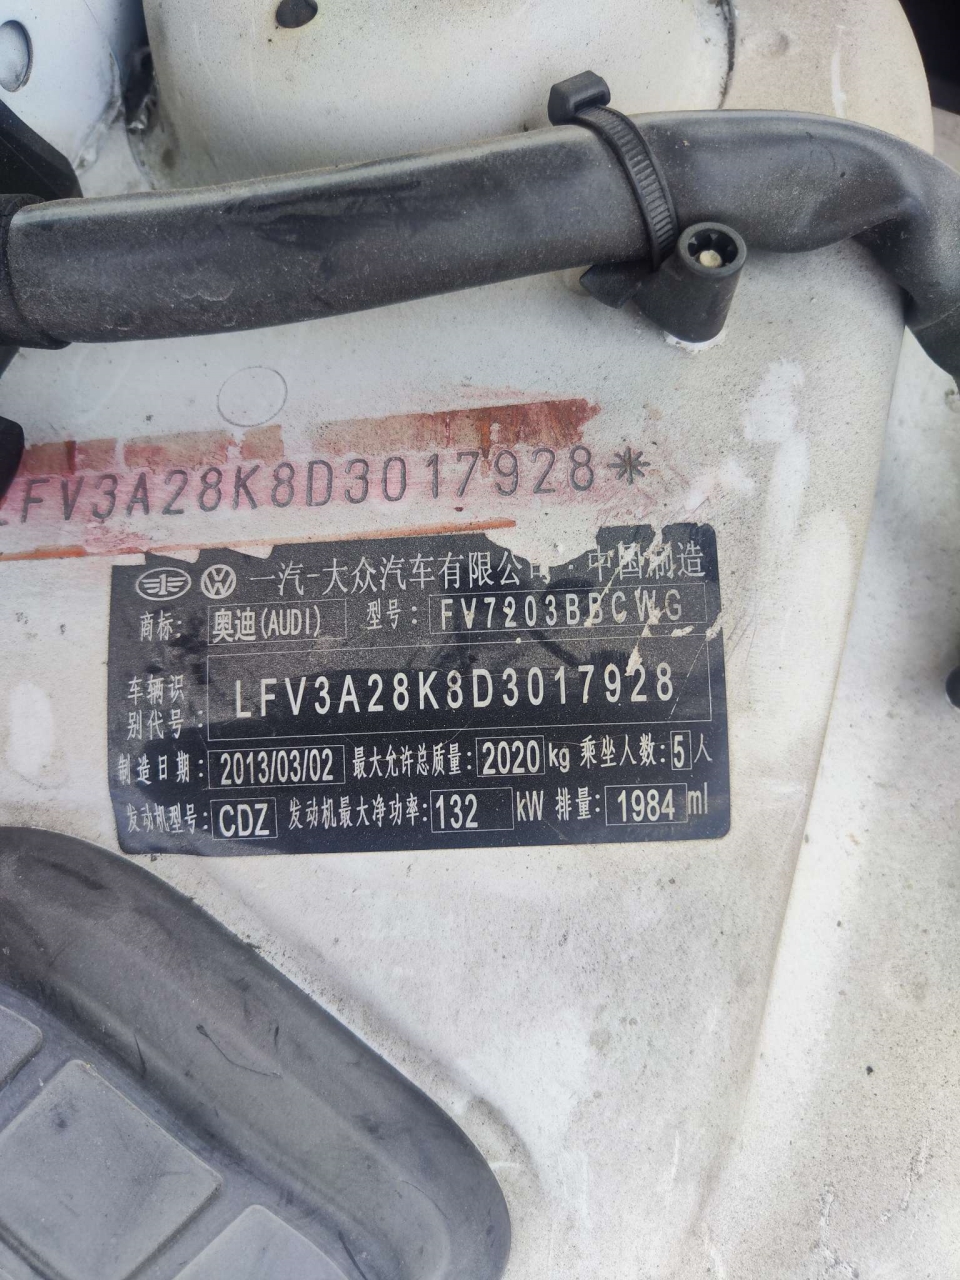 LFV3A28K8D3017928*
一汽-大众汽车有限公司·中国制造
商标: 奥迪(AUDI) 型号: FV7203BBCWG
车辆识别代号: LFV3A28K8D3017928
制造日期: 2013/03/02 最大允许总质量: 2020 kg 乘坐人数: 5 人
发动机型号: CDZ 发动机最大净功率: 132 kW 排量: 1984 ml